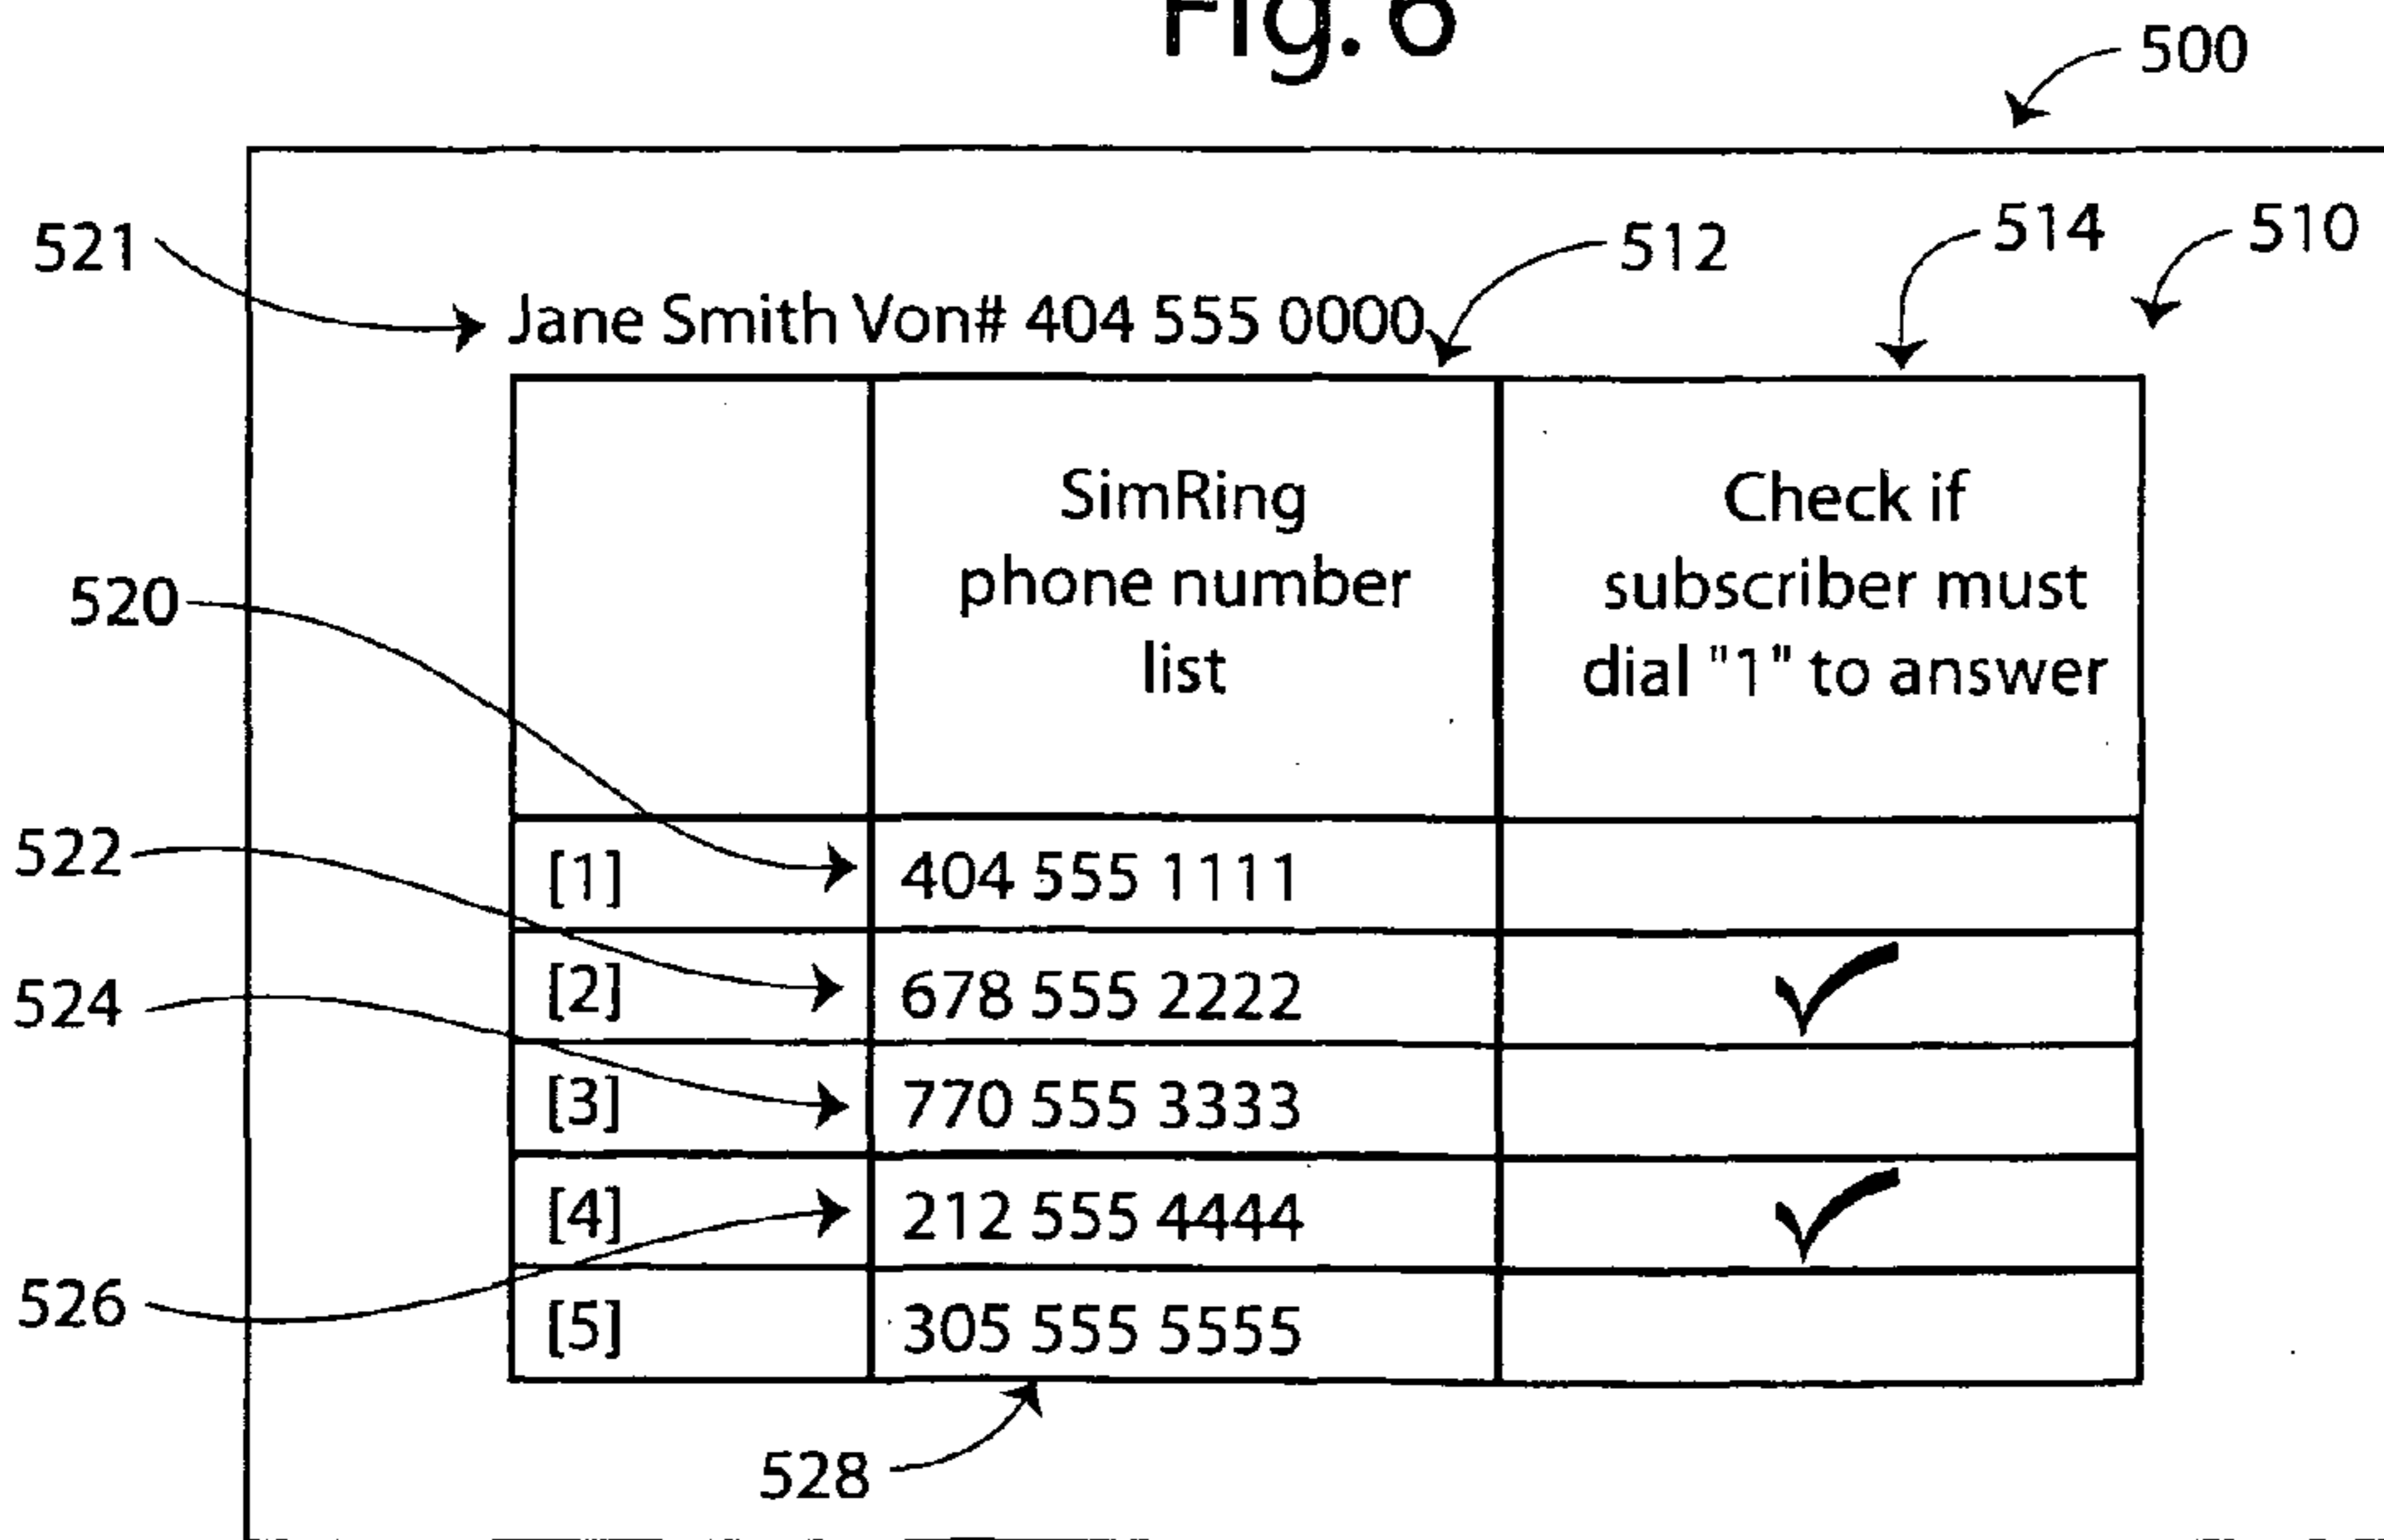 Fig. 6
500
521
512
514
510
Jane Smith Von# 404 555 0000
SimRing
phone number
list
Check if
subscriber must
dial "1" to answer
520
522
[1] 404 555 1111
[2] 678 555 2222
524
[3] 770 555 3333
[4] 212 555 4444
526
[5] 305 555 5555
528